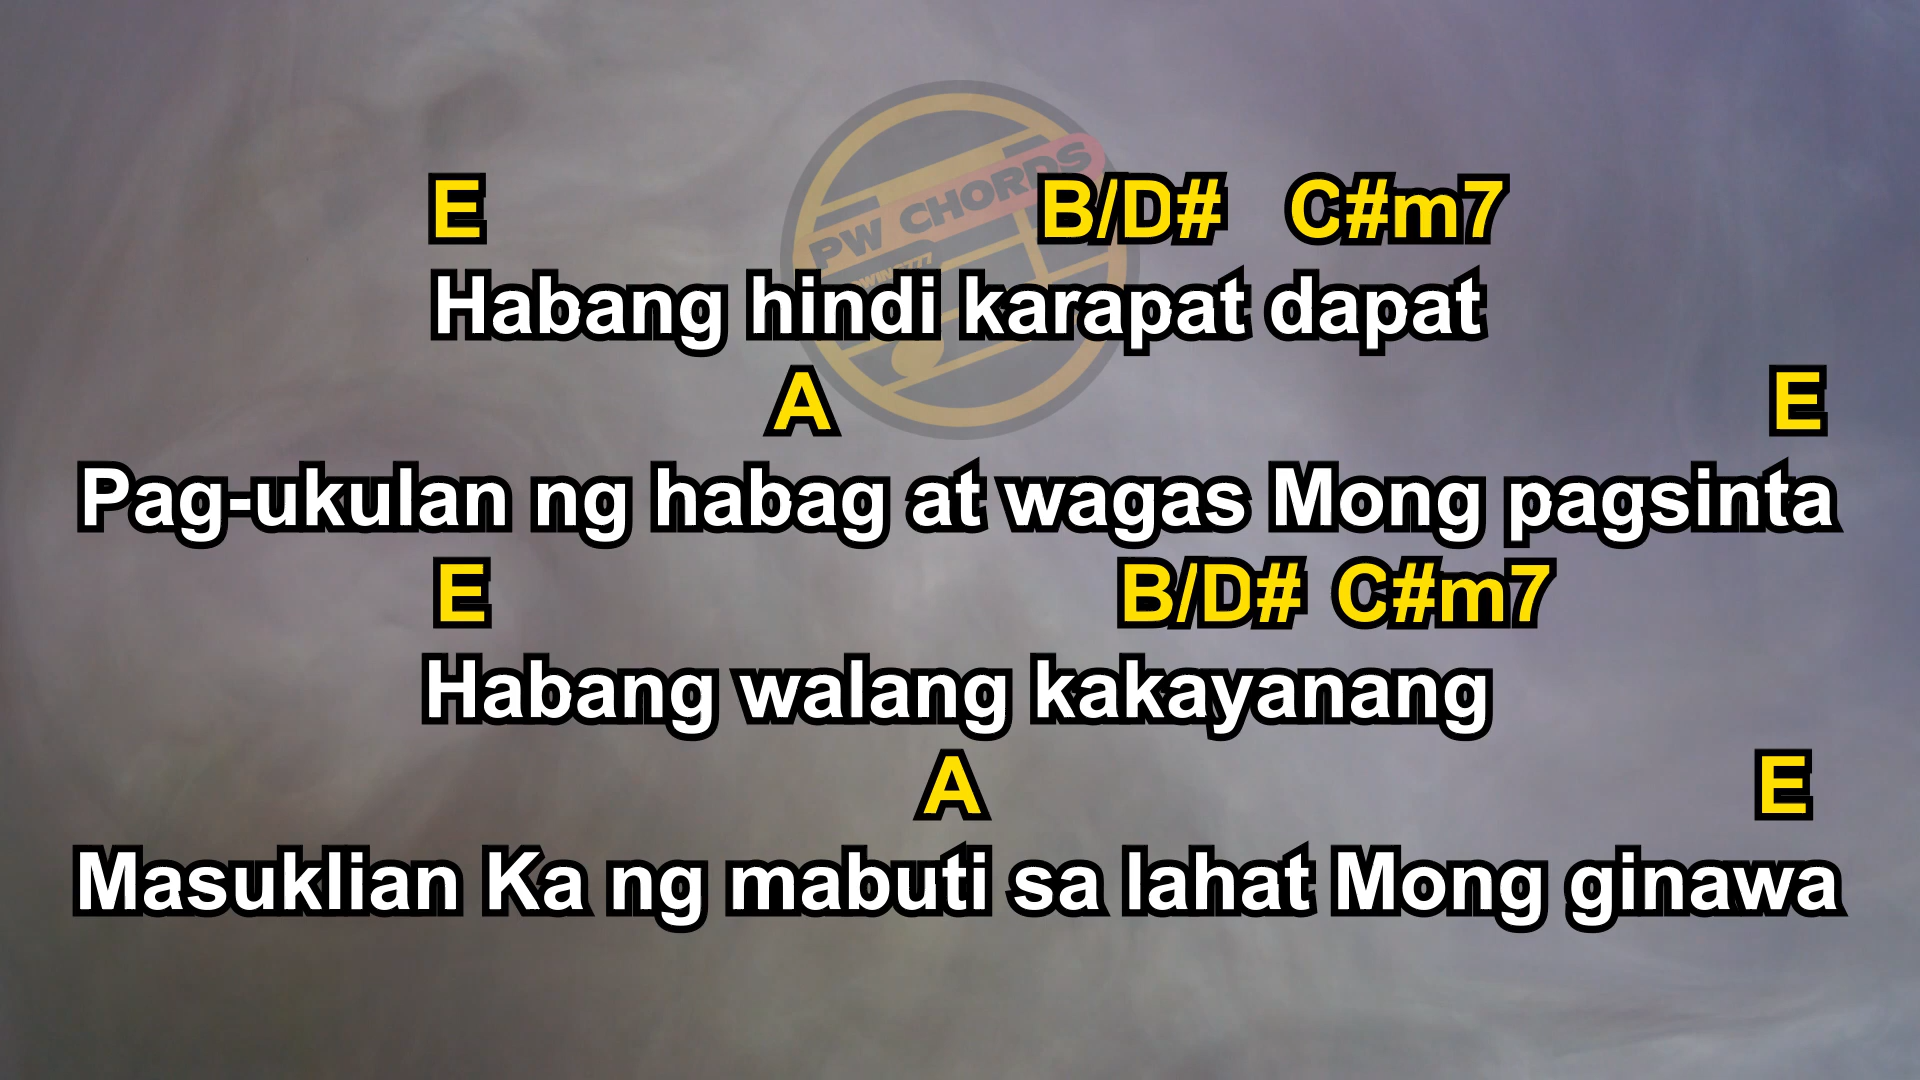 PW CHORDS
E B/D# C#m7
Habang hindi karapat dapat
A E
Pag-ukulan ng habag at wagas Mong pagsinta
E B/D# C#m7
Habang walang kakayanang
A E
Masuklian Ka ng mabuti sa lahat Mong ginawa